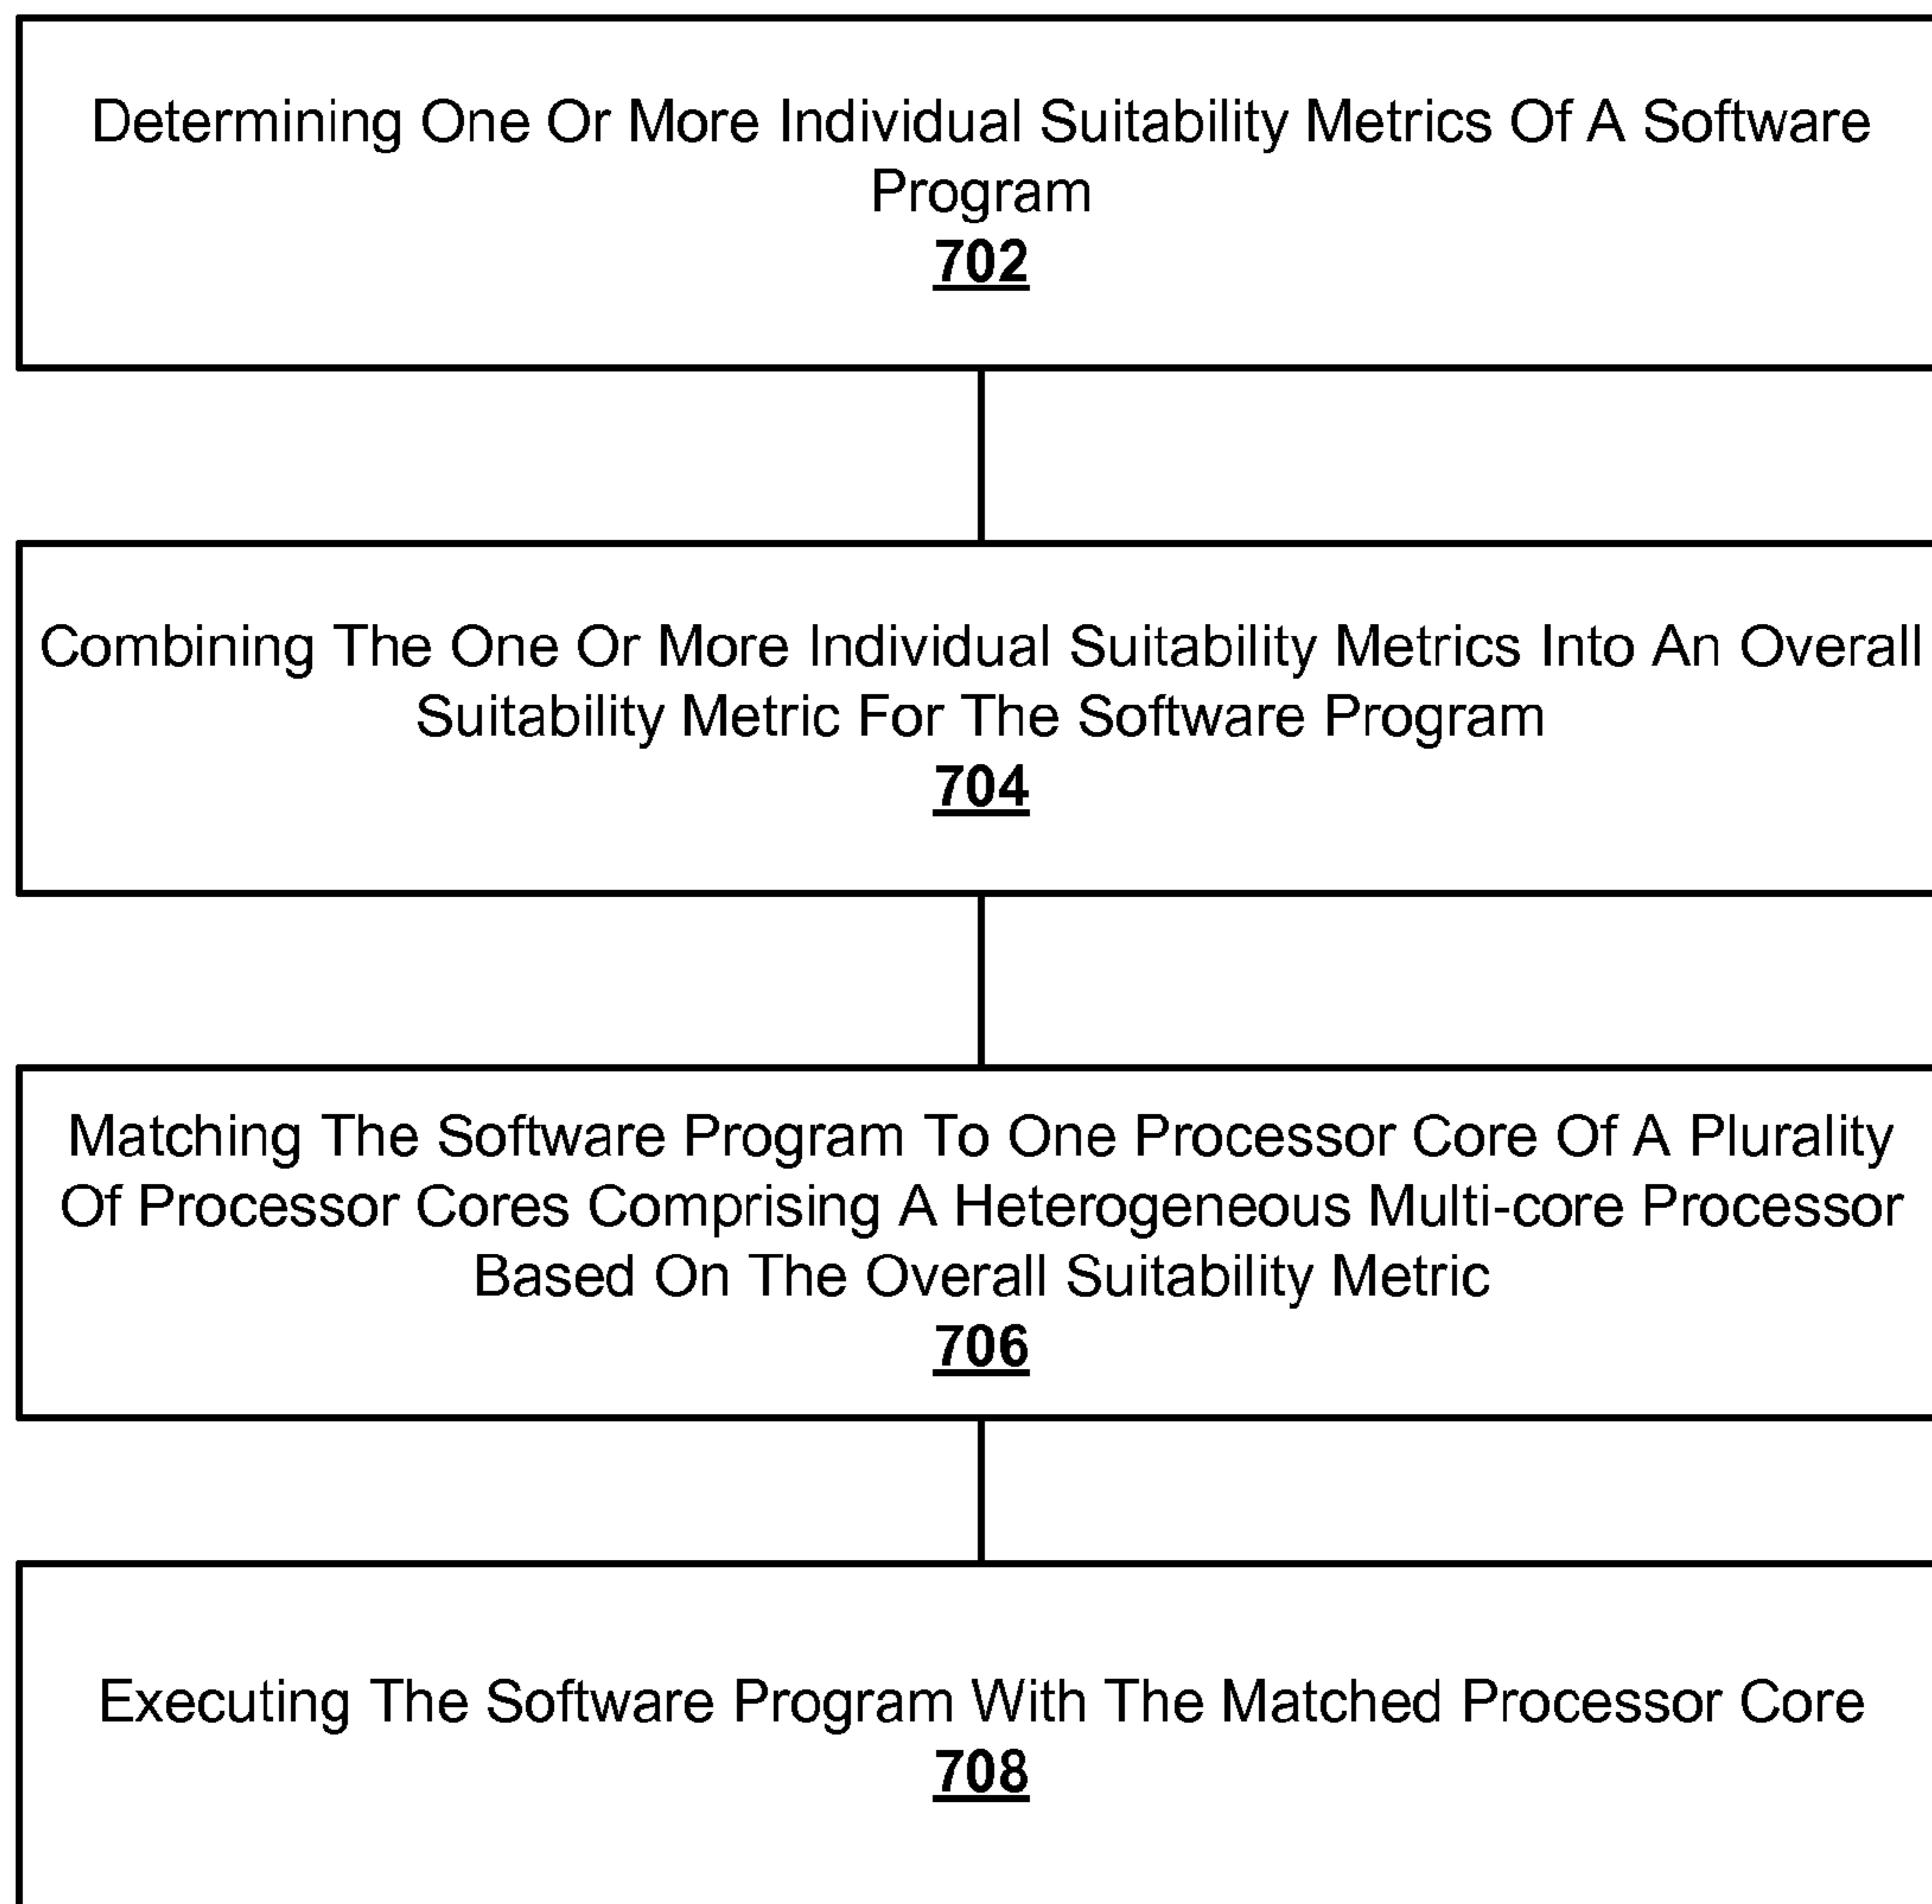 Determining One Or More Individual Suitability Metrics Of A Software
Program
702
Combining The One Or More Individual Suitability Metrics Into An Overall
Suitability Metric For The Software Program
704
Matching The Software Program To One Processor Core Of A Plurality
Of Processor Cores Comprising A Heterogeneous Multi-core Processor
Based On The Overall Suitability Metric
706
Executing The Software Program With The Matched Processor Core
708